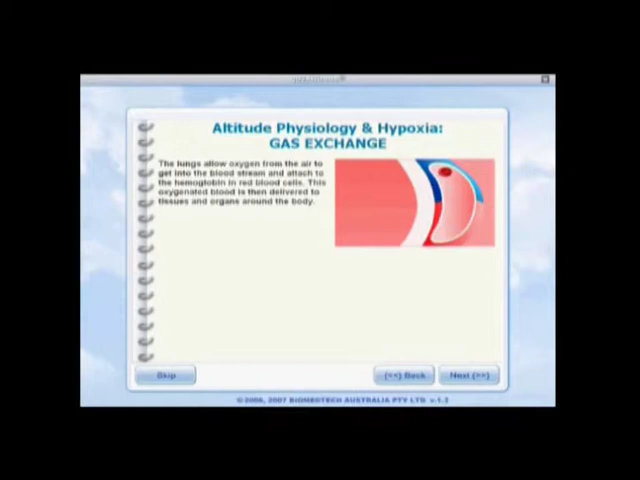 Altitude Physiology & Hypoxia:
GAS EXCHANGE
The lungs allow oxygen from the air to
get into the blood stream and attach to
the hemoglobin in red blood cells. This
oxygenated blood is then delivered to
tissues and organs around the body.
Skip
(<<) Back
Next (>>)
©2006, 2007 BIOMEDTECH AUSTRALIA PTY LTD v-1.2